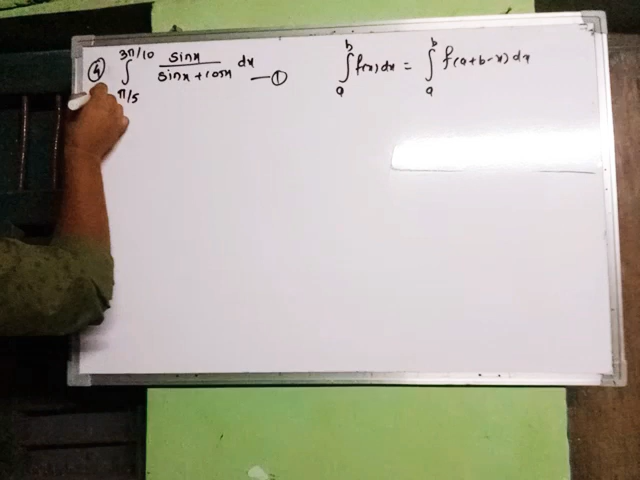 ④ ∫_{π/5}^{3π/10} sinx/(sinx + cosx) dx —① ∫_a^b f(x) dx = ∫_a^b f(a+b-x) dx